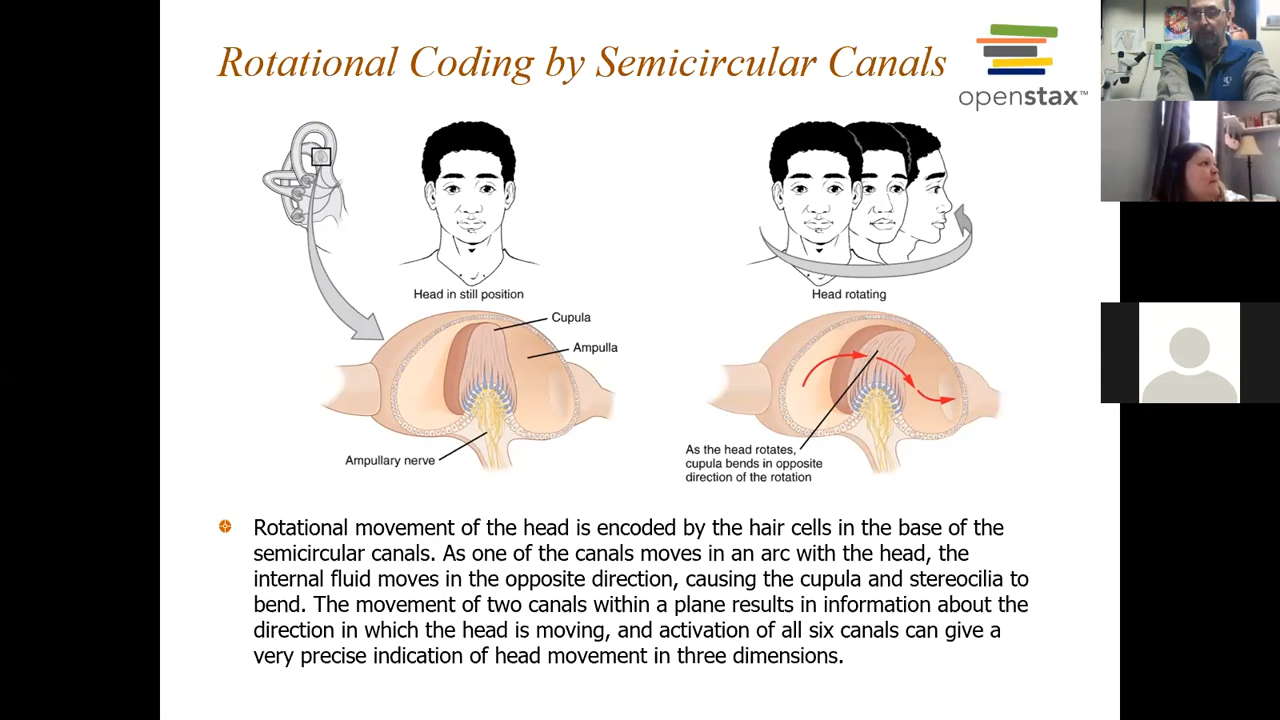 Rotational Coding by Semicircular Canals
openstax™
Head in still position
Head rotating
Cupula
Ampulla
Ampullary nerve
As the head rotates,
cupula bends in opposite
direction of the rotation
Rotational movement of the head is encoded by the hair cells in the base of the
semicircular canals. As one of the canals moves in an arc with the head, the
internal fluid moves in the opposite direction, causing the cupula and stereocilia to
bend. The movement of two canals within a plane results in information about the
direction in which the head is moving, and activation of all six canals can give a
very precise indication of head movement in three dimensions.